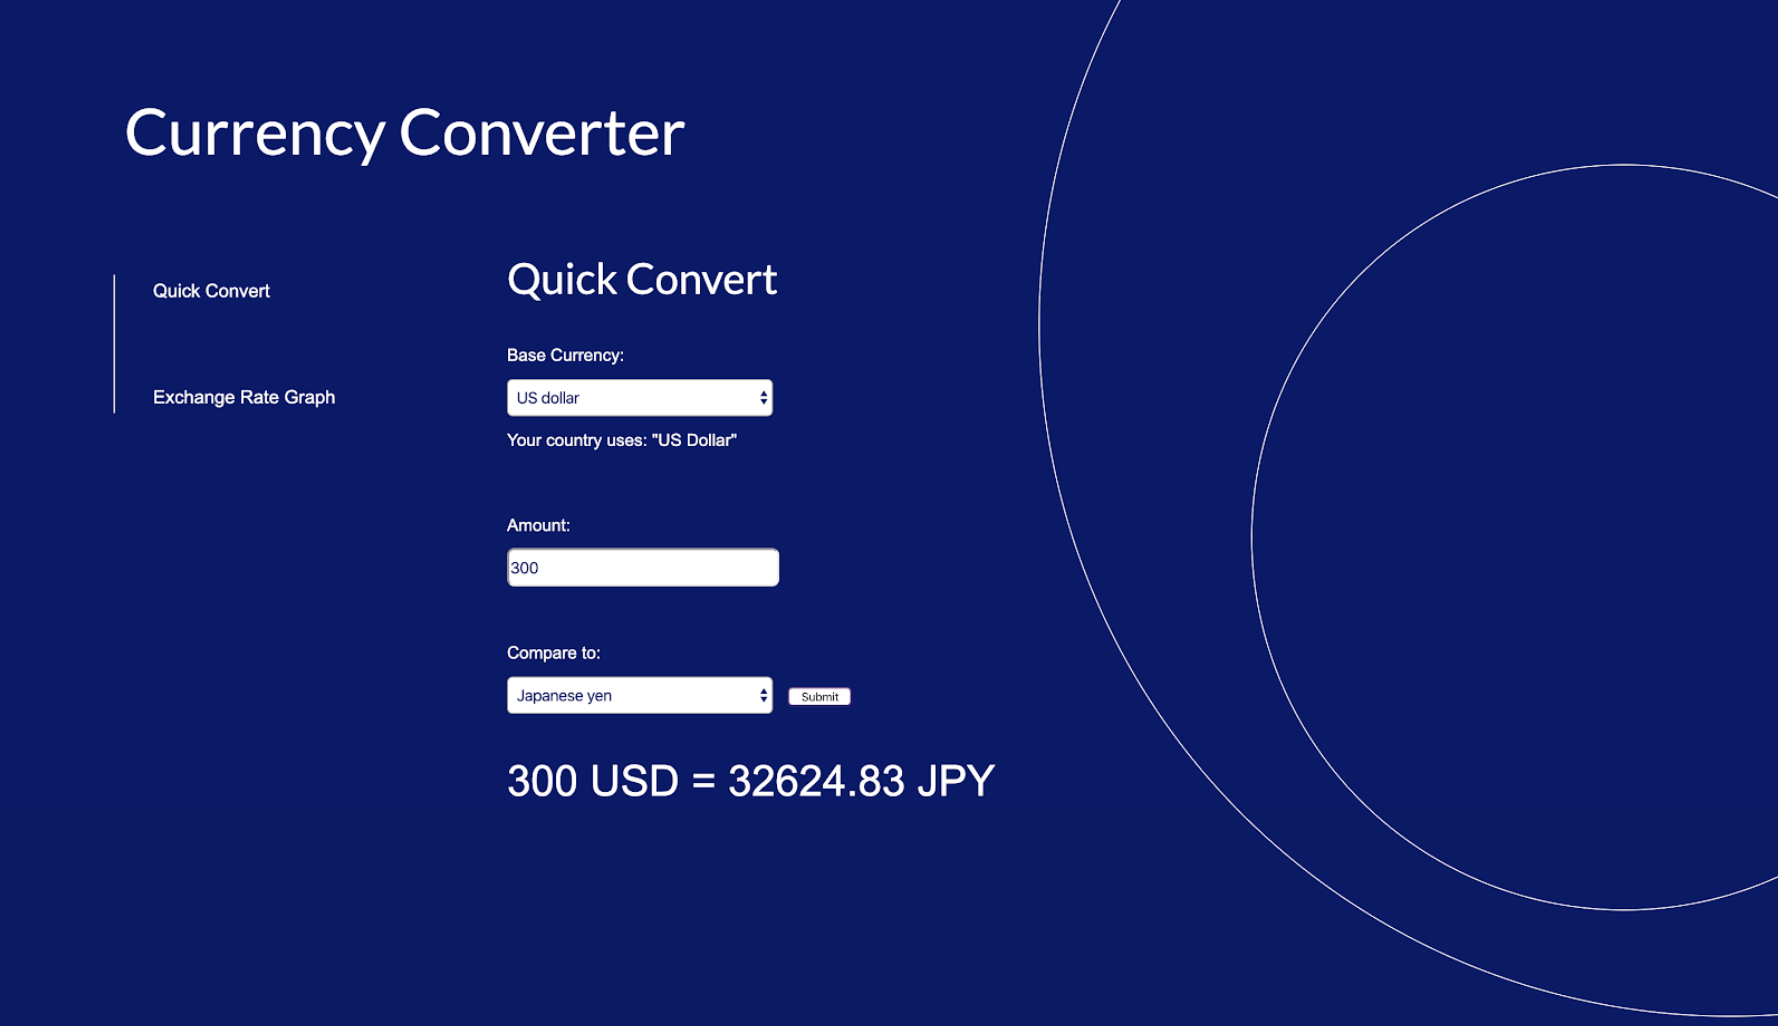 Currency Converter
Quick Convert
Exchange Rate Graph
Quick Convert
Base Currency:
US dollar
Your country uses: "US Dollar"
Amount:
300
Compare to:
Japanese yen
Submit
300 USD = 32624.83 JPY